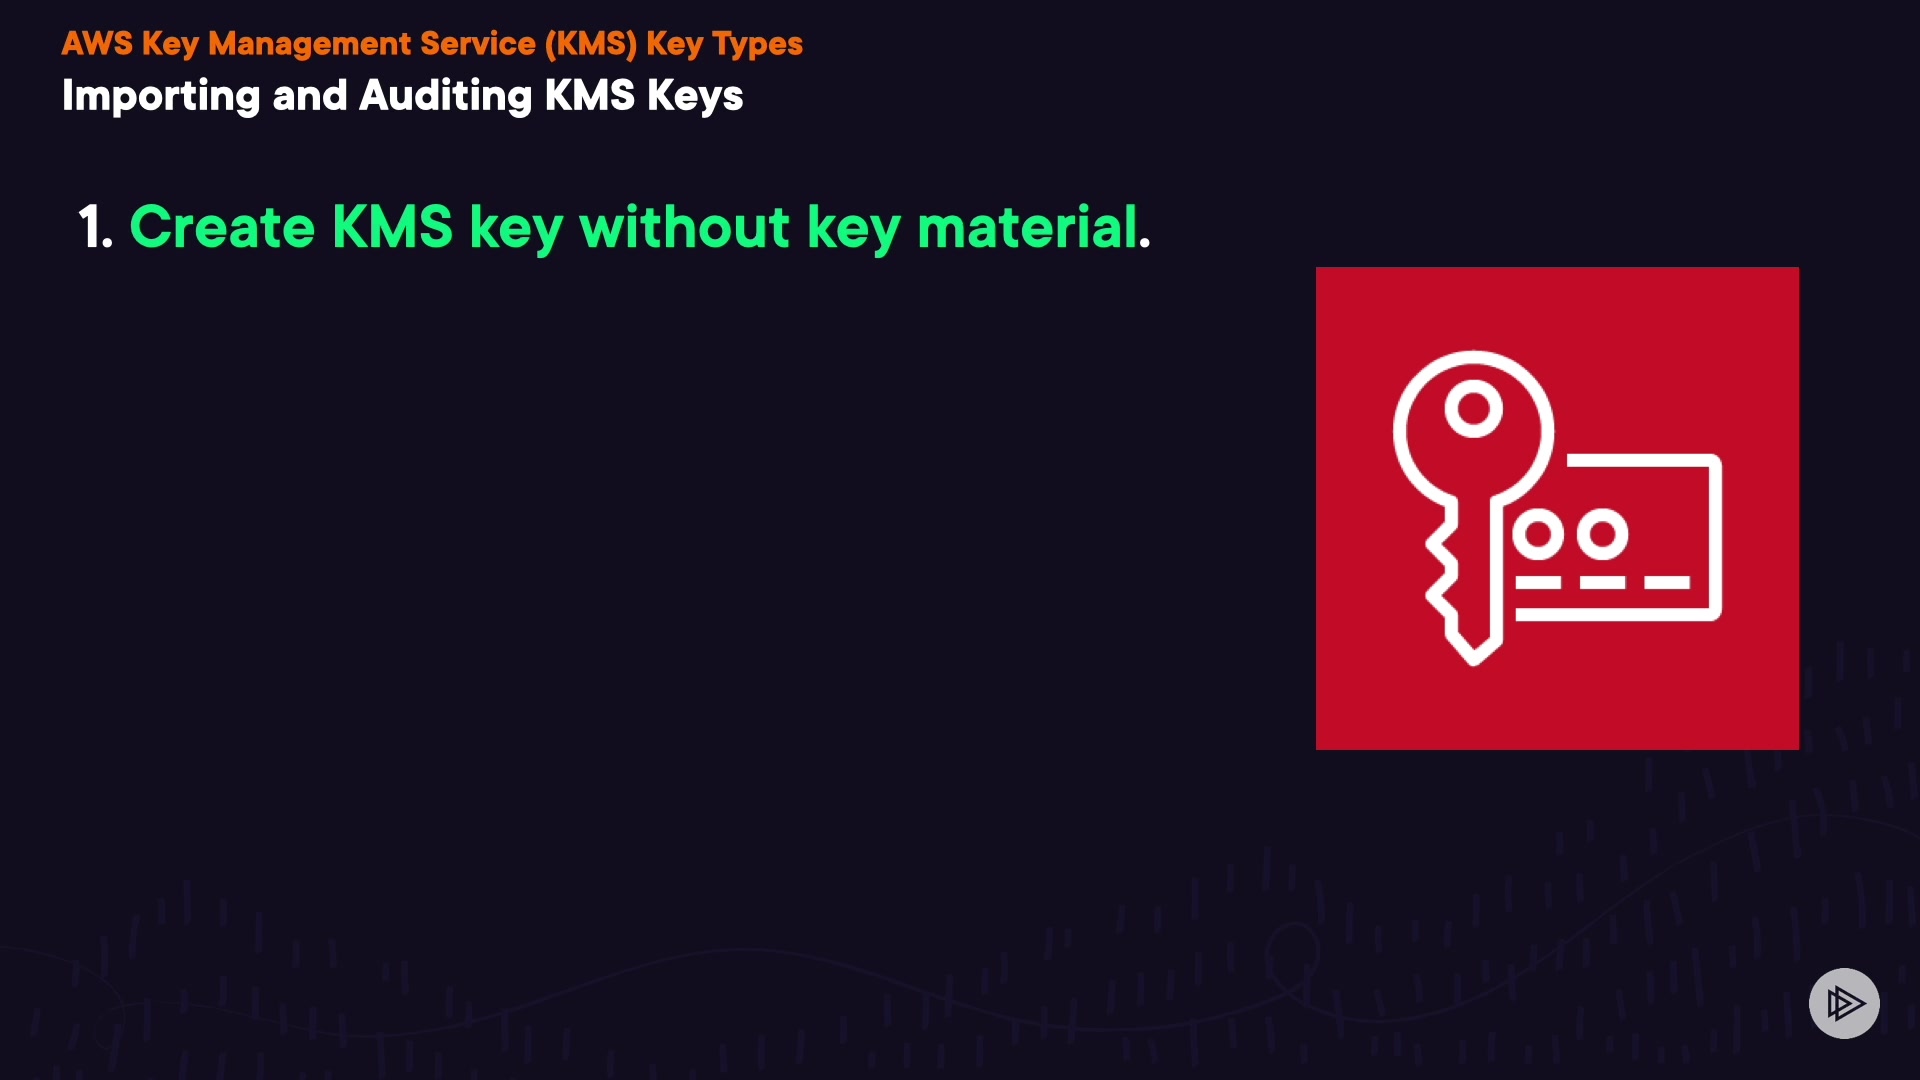 AWS Key Management Service (KMS) Key Types
Importing and Auditing KMS Keys
1. Create KMS key without key material.